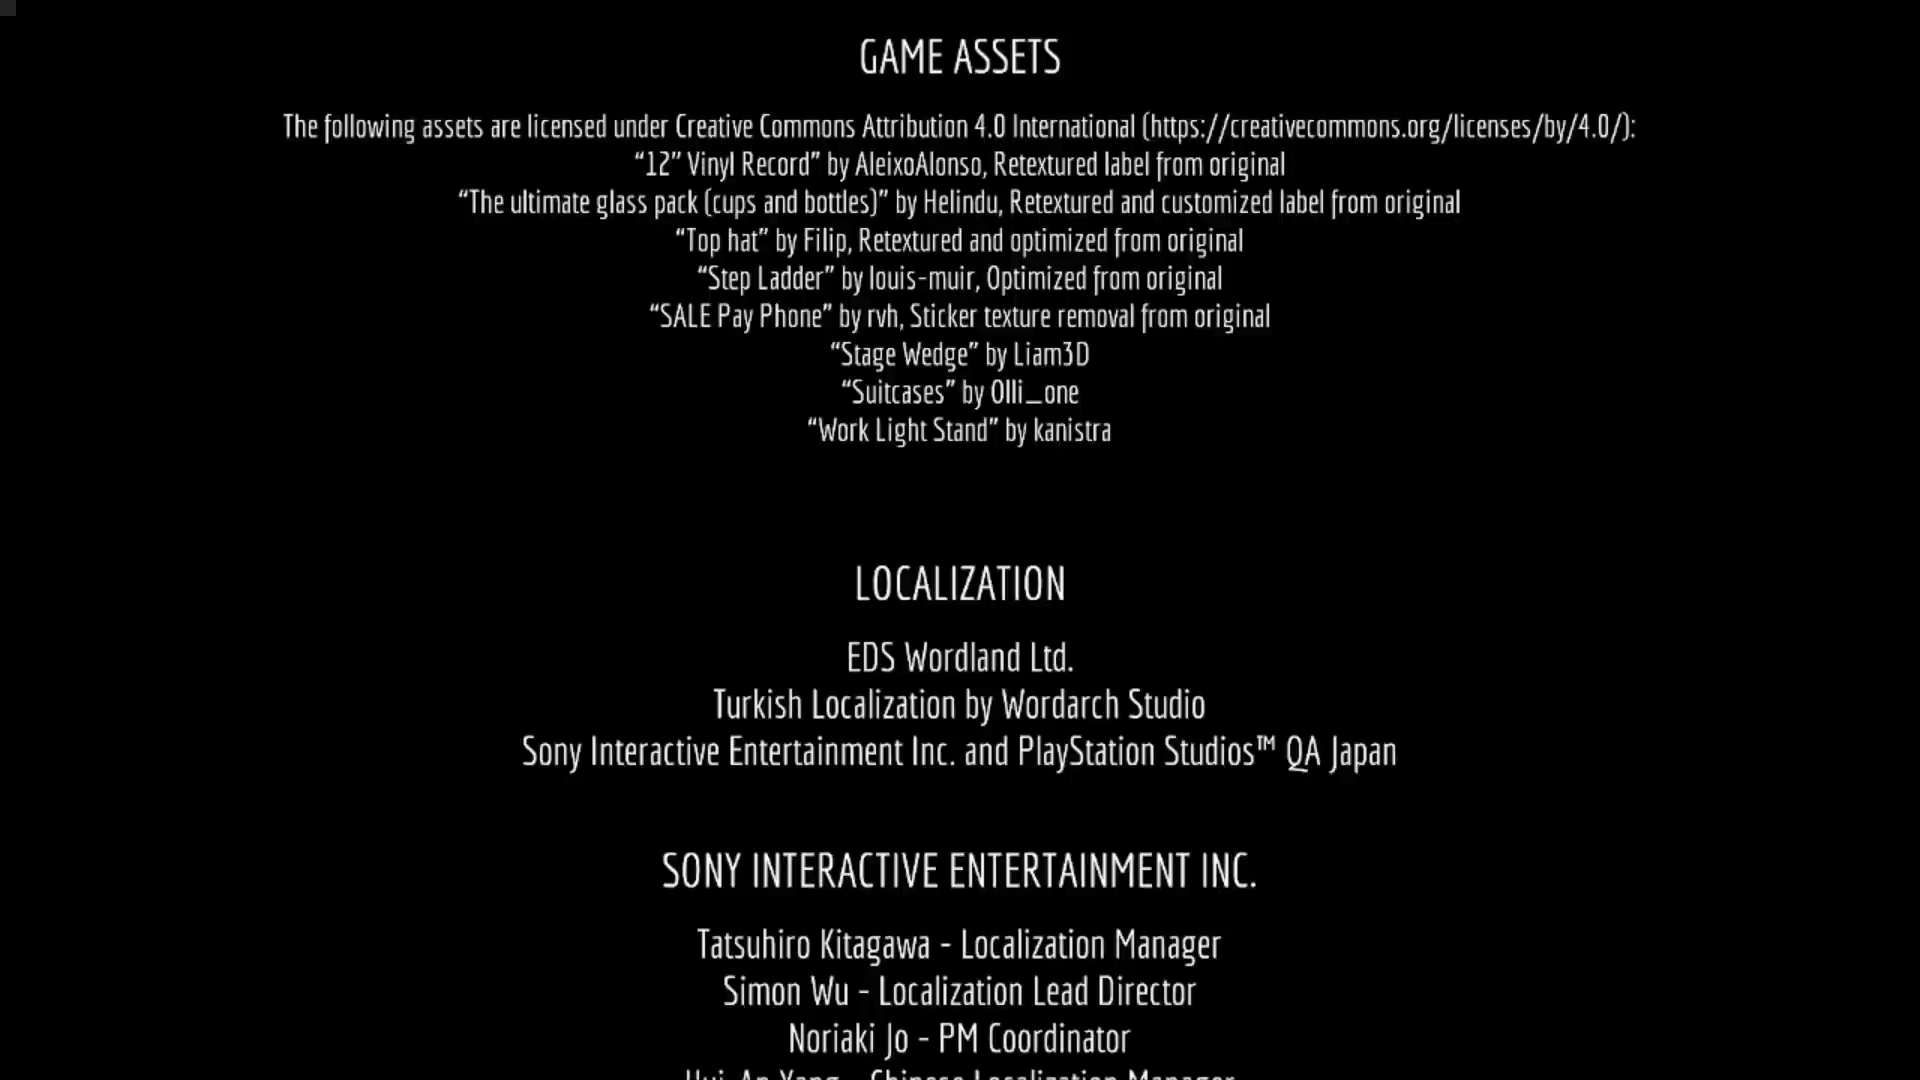 GAME ASSETS
The following assets are licensed under Creative Commons Attribution 4.0 International (https://creativecommons.org/licenses/by/4.0/):
“12” Vinyl Record” by AleixoAlonso, Retextured label from original
“The ultimate glass pack (cups and bottles)” by Helindu, Retextured and customized label from original
“Top hat” by Filip, Retextured and optimized from original
“Step Ladder” by louis-muir, Optimized from original
“SALE Pay Phone” by rvh, Sticker texture removal from original
“Stage Wedge” by Liam3D
“Suitcases” by Olli_one
“Work Light Stand” by kanistra
LOCALIZATION
EDS Wordland Ltd.
Turkish Localization by Wordarch Studio
Sony Interactive Entertainment Inc. and PlayStation Studios™ QA Japan
SONY INTERACTIVE ENTERTAINMENT INC.
Tatsuhiro Kitagawa - Localization Manager
Simon Wu - Localization Lead Director
Noriaki Jo - PM Coordinator
Hui-An Yang - Chinese Localization Manager